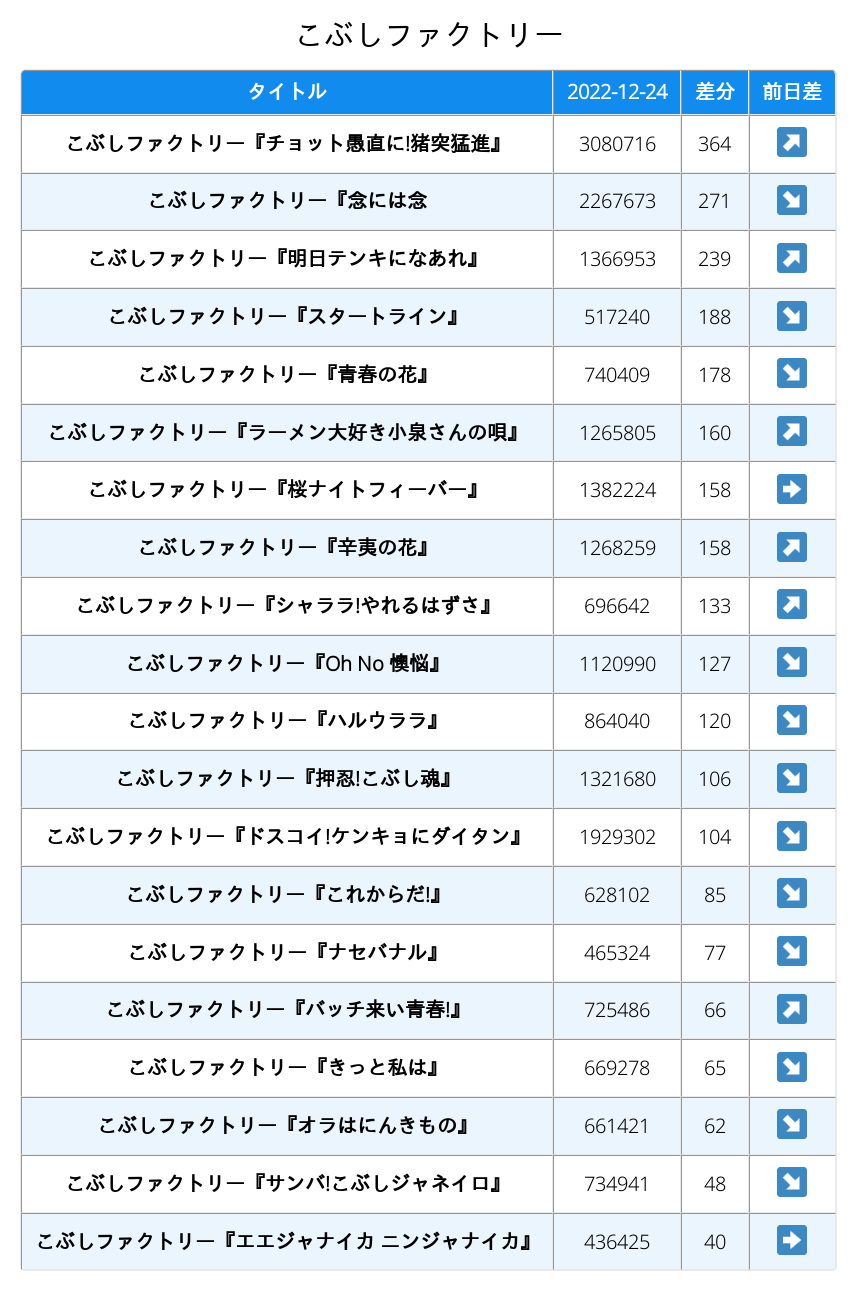 こぶしファクトリー
タイトル 2022-12-24 差分 前日差
こぶしファクトリー『チョット愚直に!猪突猛進』 3080716 364 ↗
こぶしファクトリー『念には念 2267673 271 ↘
こぶしファクトリー『明日テンキになあれ』 1366953 239 ↗
こぶしファクトリー『スタートライン』 517240 188 ↘
こぶしファクトリー『青春の花』 740409 178 ↘
こぶしファクトリー『ラーメン大好き小泉さんの唄』 1265805 160 ↗
こぶしファクトリー『桜ナイトフィーバー』 1382224 158 ➡
こぶしファクトリー『辛夷の花』 1268259 158 ↗
こぶしファクトリー『シャララ!やれるはずさ』 696642 133 ↗
こぶしファクトリー『Oh No 懊悩』 1120990 127 ↘
こぶしファクトリー『ハルウララ』 864040 120 ↘
こぶしファクトリー『押忍!こぶし魂』 1321680 106 ↘
こぶしファクトリー『ドスコイ!ケンキョにダイタン』 1929302 104 ↘
こぶしファクトリー『これからだ!』 628102 85 ↘
こぶしファクトリー『ナセバナル』 465324 77 ↘
こぶしファクトリー『バッチ来い青春!』 725486 66 ↗
こぶしファクトリー『きっと私は』 669278 65 ↘
こぶしファクトリー『オラはにんきもの』 661421 62 ↘
こぶしファクトリー『サンバ!こぶしジャネイロ』 734941 48 ↘
こぶしファクトリー『エエジャナイカ ニンジャナイカ』 436425 40 ➡